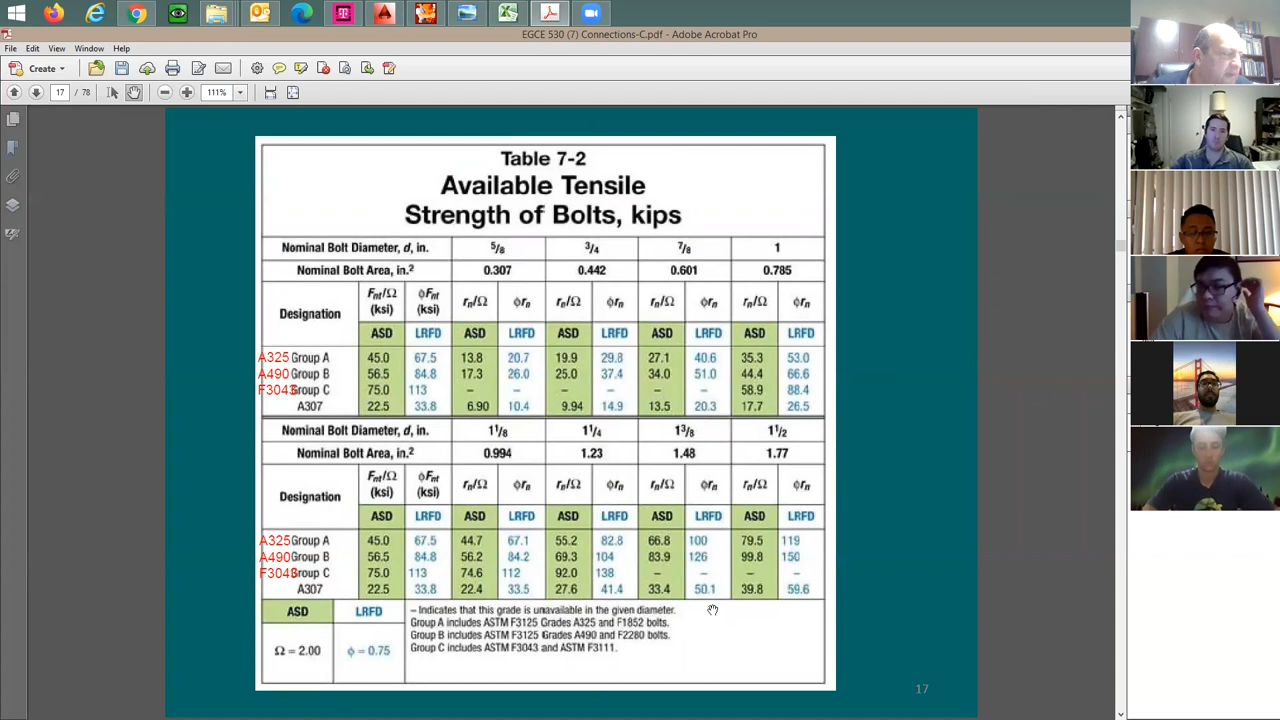 EGCE 530 (7) Connections-C.pdf - Adobe Acrobat Pro
File Edit View Window Help
Create
17 / 78 111%
Table 7-2
Available Tensile
Strength of Bolts, kips
Nominal Bolt Diameter, d, in. 5/8 3/4 7/8 1
Nominal Bolt Area, in.² 0.307 0.442 0.601 0.785
Designation Fnt/Ω (ksi) ϕFnt (ksi) rn/Ω ϕrn rn/Ω ϕrn rn/Ω ϕrn rn/Ω ϕrn
ASD LRFD ASD LRFD ASD LRFD ASD LRFD ASD LRFD
A325 Group A 45.0 67.5 13.8 20.7 19.9 29.8 27.1 40.6 35.3 53.0
A490 Group B 56.5 84.8 17.3 26.0 25.0 37.4 34.0 51.0 44.4 66.6
F3043 Group C 75.0 113 – – – – – – 58.9 88.4
A307 22.5 33.8 6.90 10.4 9.94 14.9 13.5 20.3 17.7 26.5
Nominal Bolt Diameter, d, in. 1 1/8 1 1/4 1 3/8 1 1/2
Nominal Bolt Area, in.² 0.994 1.23 1.48 1.77
Designation Fnt/Ω (ksi) ϕFnt (ksi) rn/Ω ϕrn rn/Ω ϕrn rn/Ω ϕrn rn/Ω ϕrn
ASD LRFD ASD LRFD ASD LRFD ASD LRFD ASD LRFD
A325 Group A 45.0 67.5 44.7 67.1 55.2 82.8 66.8 100 79.5 119
A490 Group B 56.5 84.8 56.2 84.2 69.3 104 83.9 126 99.8 150
F3043 Group C 75.0 113 74.6 112 92.0 138 – – – –
A307 22.5 33.8 22.4 33.5 27.6 41.4 33.4 50.1 39.8 59.6
ASD LRFD
Ω = 2.00 ϕ = 0.75
– Indicates that this grade is unavailable in the given diameter.
Group A includes ASTM F3125 Grades A325 and F1852 bolts.
Group B includes ASTM F3125 Grades A490 and F2280 bolts.
Group C includes ASTM F3043 and ASTM F3111.
17